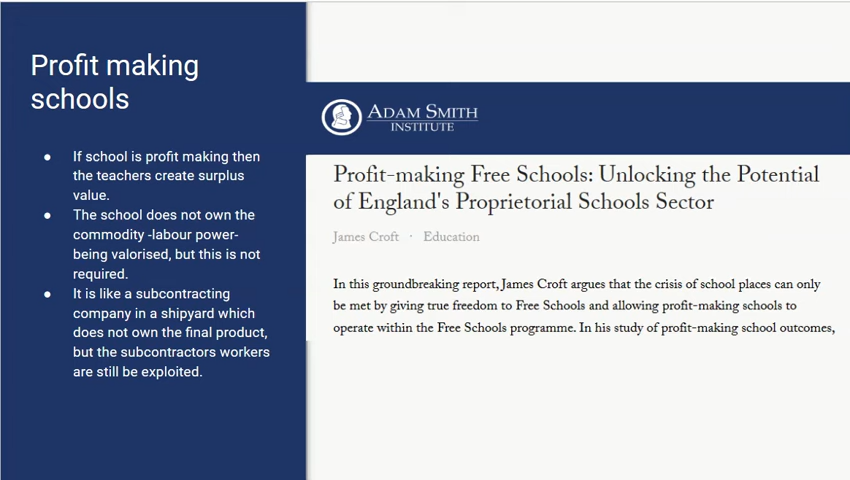 Profit making
schools
● If school is profit making then
the teachers create surplus
value.
● The school does not own the
commodity -labour power-
being valorised, but this is not
required.
● It is like a subcontracting
company in a shipyard which
does not own the final product,
but the subcontractors workers
are still be exploited.
ADAM SMITH
INSTITUTE
Profit-making Free Schools: Unlocking the Potential
of England's Proprietorial Schools Sector
James Croft · Education
In this groundbreaking report, James Croft argues that the crisis of school places can only
be met by giving true freedom to Free Schools and allowing profit-making schools to
operate within the Free Schools programme. In his study of profit-making school outcomes,